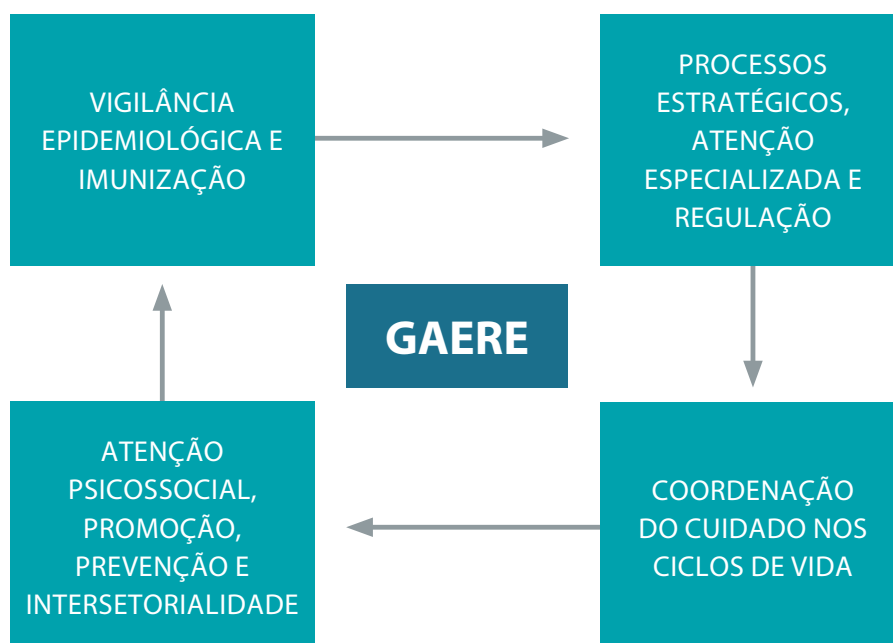 VIGILÂNCIA
EPIDEMIOLÓGICA E
IMUNIZAÇÃO
PROCESSOS
ESTRATÉGICOS,
ATENÇÃO
ESPECIALIZADA E
REGULAÇÃO
GAERE
ATENÇÃO
PSICOSSOCIAL,
PROMOÇÃO,
PREVENÇÃO E
INTERSETORIALIDADE
COORDENAÇÃO
DO CUIDADO NOS
CICLOS DE VIDA